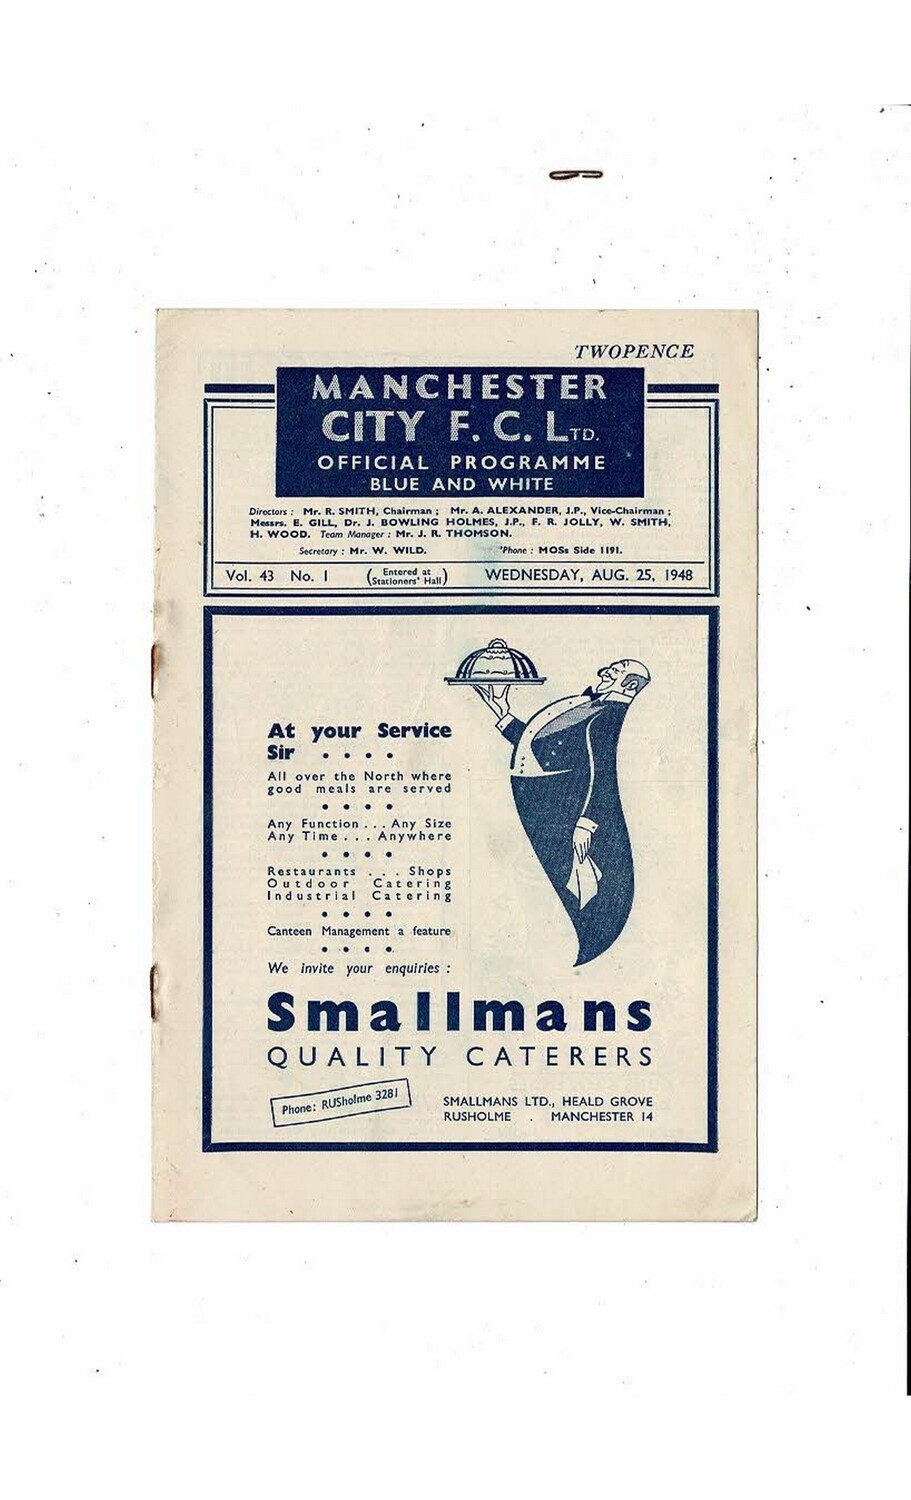 TWOPENCE
MANCHESTER
CITY F. C. LTD.
OFFICIAL PROGRAMME
BLUE AND WHITE
Directors : Mr. R. SMITH, Chairman ; Mr. A. ALEXANDER, J.P., Vice-Chairman ;
Messrs. E. GILL, Dr. J. BOWLING HOLMES, J.P., F. R. JOLLY, W. SMITH,
H. WOOD. Team Manager : Mr. J. R. THOMSON.
Secretary : Mr. W. WILD. 'Phone : MOSs Side 1191.
Vol. 43 No. 1 (Entered at Stationers' Hall) WEDNESDAY, AUG. 25, 1948
At your Service
Sir . . . .
All over the North where
good meals are served
. . . .
Any Function . . . Any Size
Any Time . . . Anywhere
. . . .
Restaurants . . . Shops
Outdoor Catering
Industrial Catering
. . . .
Canteen Management a feature
. . . .
We invite your enquiries :
Smallmans
QUALITY CATERERS
Phone: RUSholme 3281
SMALLMANS LTD., HEALD GROVE
RUSHOLME . MANCHESTER 14